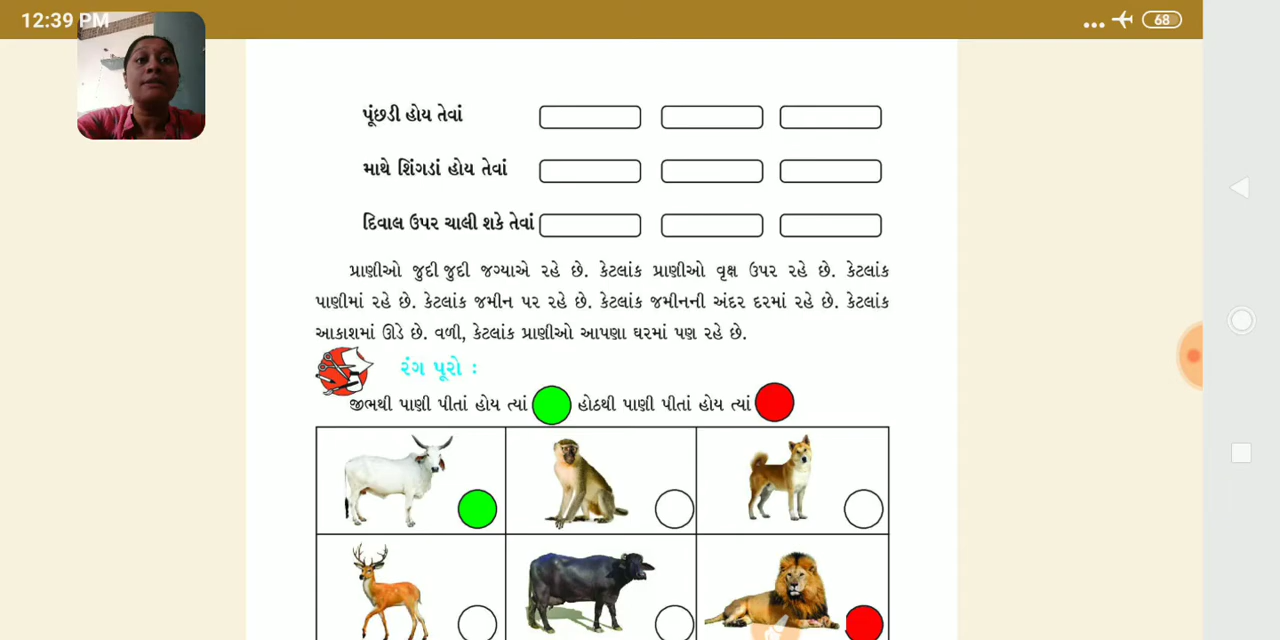 12:39 PM
68
પૂંછડી હોય તેવાં
માથે શિંગડાં હોય તેવાં
દિવાલ ઉપર ચાલી શકે તેવાં
પ્રાણીઓ જુદી જુદી જગ્યાએ રહે છે. કેટલાંક પ્રાણીઓ વૃક્ષ ઉપર રહે છે. કેટલાંક
પાણીમાં રહે છે. કેટલાંક જમીન પર રહે છે. કેટલાંક જમીનની અંદર દરમાં રહે છે. કેટલાંક
આકાશમાં ઊડે છે. વળી, કેટલાંક પ્રાણીઓ આપણા ઘરમાં પણ રહે છે.
રંગ પૂરો :
જીભથી પાણી પીતાં હોય ત્યાં હોઠથી પાણી પીતાં હોય ત્યાં